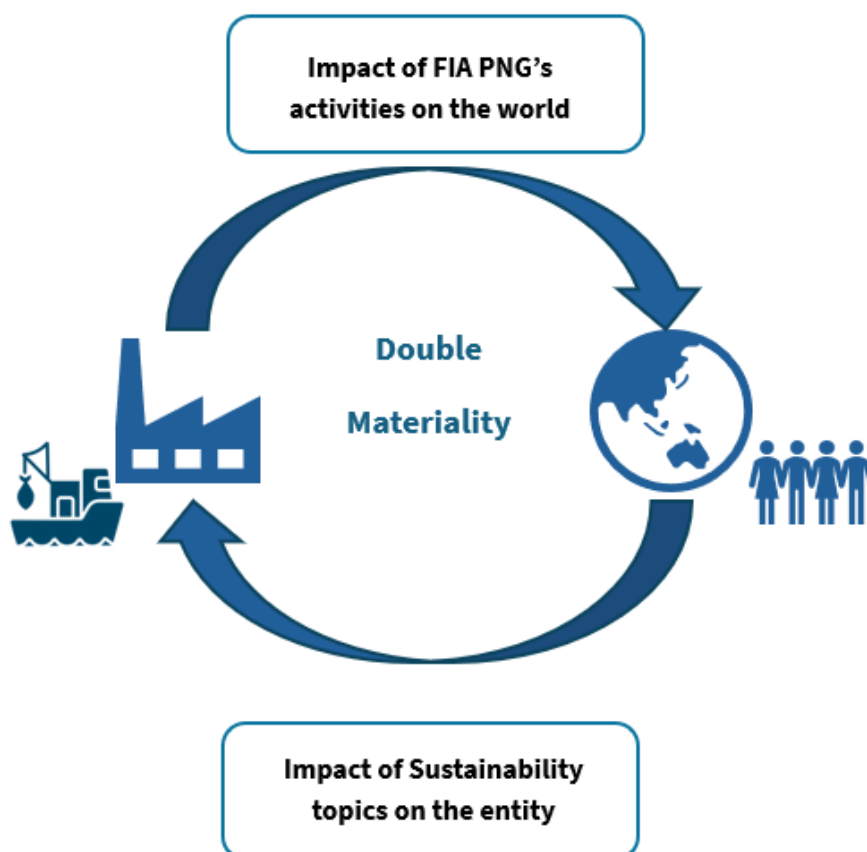 Impact of FIA PNG’s
activities on the world
Double
Materiality
Impact of Sustainability
topics on the entity